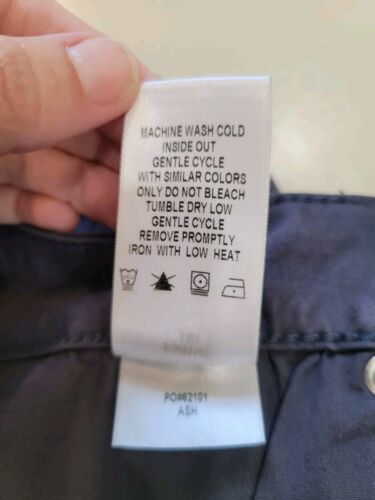 MACHINE WASH COLD
INSIDE OUT
GENTLE CYCLE
WITH SIMILAR COLORS
ONLY DO NOT BLEACH
TUMBLE DRY LOW
GENTLE CYCLE
REMOVE PROMPTLY
IRON WITH LOW HEAT
PO#62101
ASH